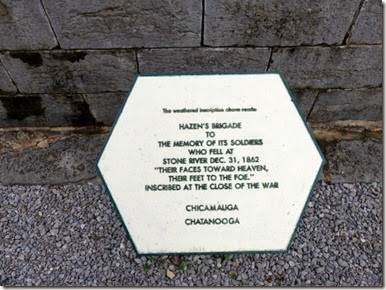 The weathered inscription above reads:
HAZEN'S BRIGADE
TO
THE MEMORY OF ITS SOLDIERS
WHO FELL AT
STONE RIVER DEC. 31, 1862
"THEIR FACES TOWARD HEAVEN,
THEIR FEET TO THE FOE."
INSCRIBED AT THE CLOSE OF THE WAR
CHICAMAUGA
CHATANOOGA